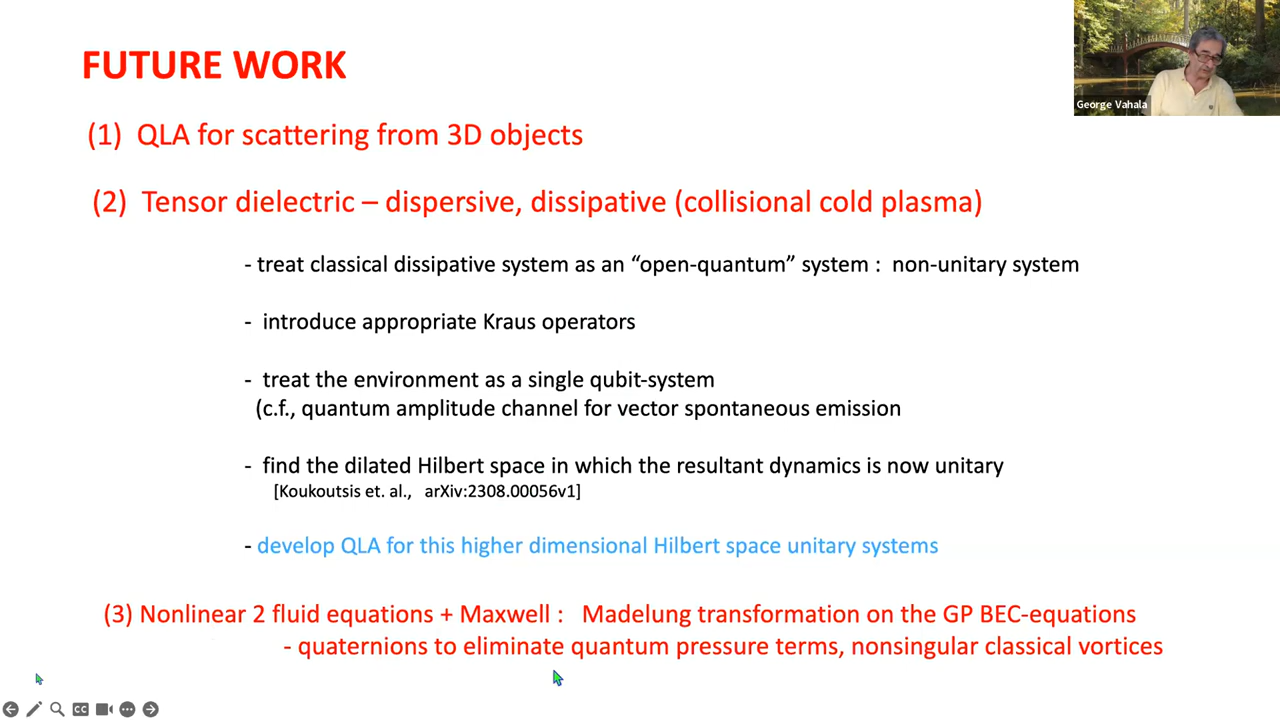 FUTURE WORK
George Vahala
(1) QLA for scattering from 3D objects
(2) Tensor dielectric – dispersive, dissipative (collisional cold plasma)
- treat classical dissipative system as an “open-quantum” system : non-unitary system
- introduce appropriate Kraus operators
- treat the environment as a single qubit-system
(c.f., quantum amplitude channel for vector spontaneous emission
- find the dilated Hilbert space in which the resultant dynamics is now unitary
[Koukoutsis et. al., arXiv:2308.00056v1]
- develop QLA for this higher dimensional Hilbert space unitary systems
(3) Nonlinear 2 fluid equations + Maxwell : Madelung transformation on the GP BEC-equations
- quaternions to eliminate quantum pressure terms, nonsingular classical vortices
CC